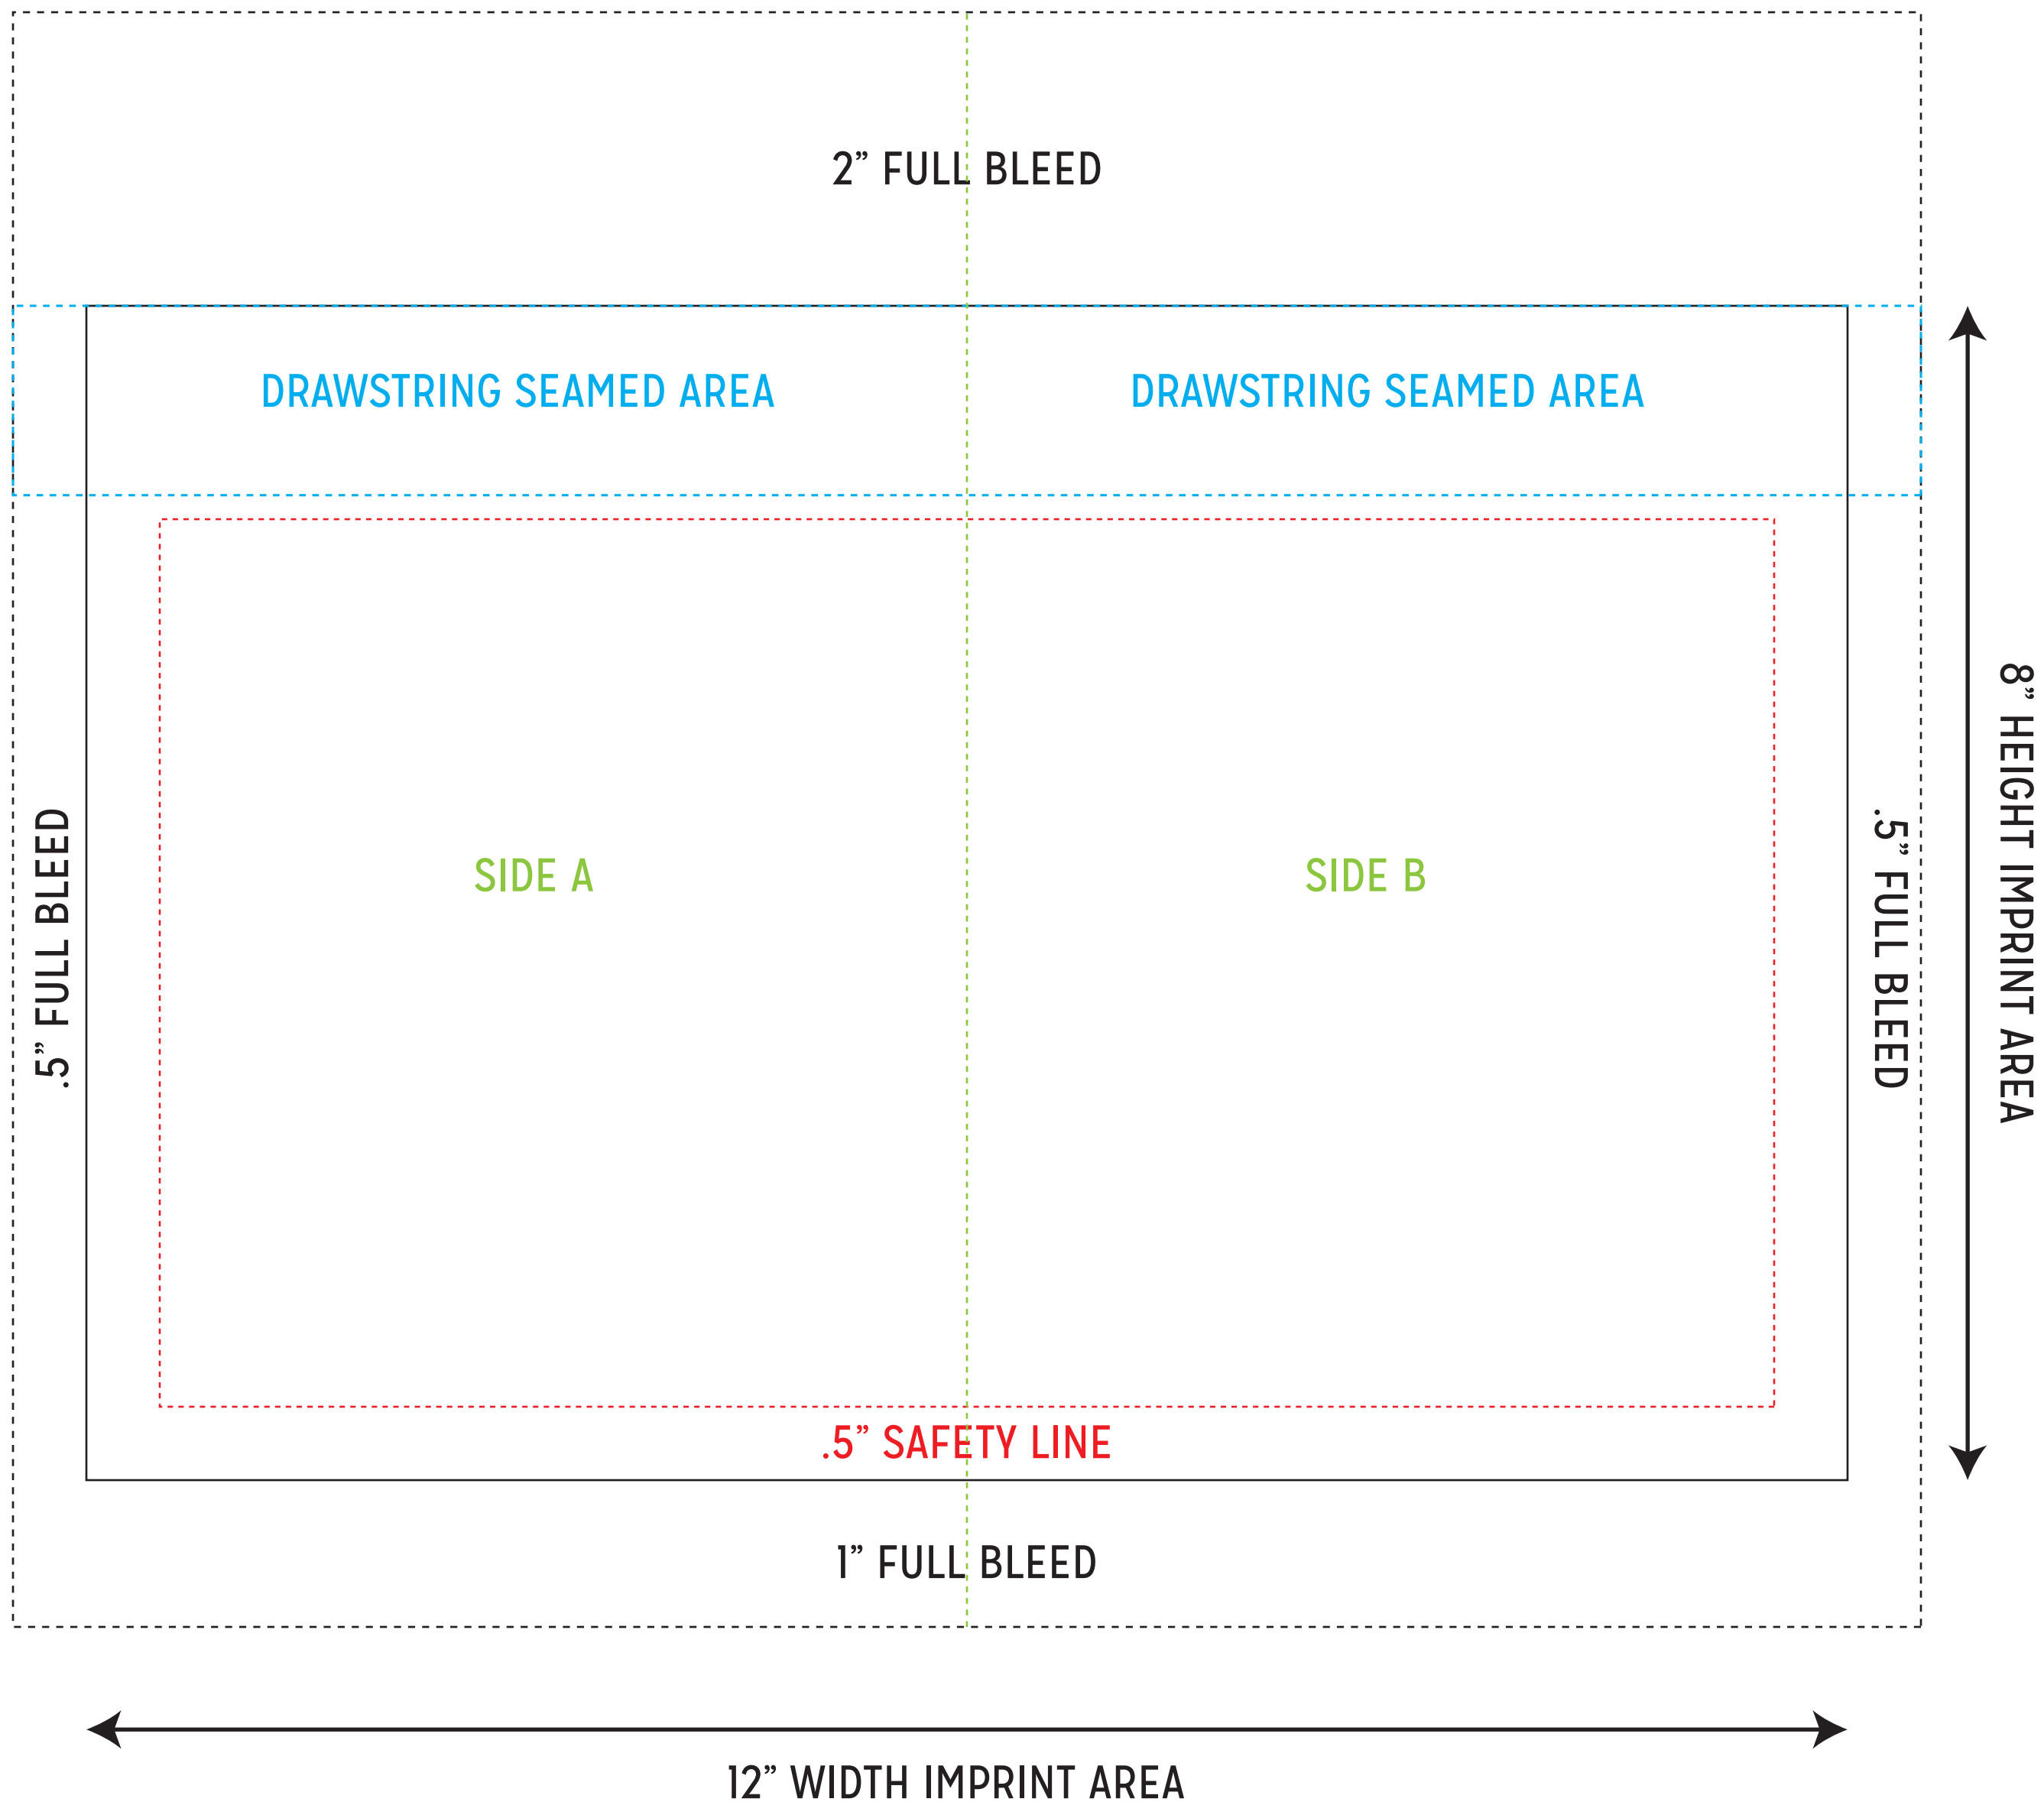 2” FULL BLEED
DRAWSTRING SEAMED AREA
DRAWSTRING SEAMED AREA
8” HEIGHT IMPRINT AREA
.5” FULL BLEED
.5” FUILL BLEED
SIDE A
SIDE B
.5” SAFETY LINE
1” FULL BLEED
12” WIDTH IMPRINT AREA